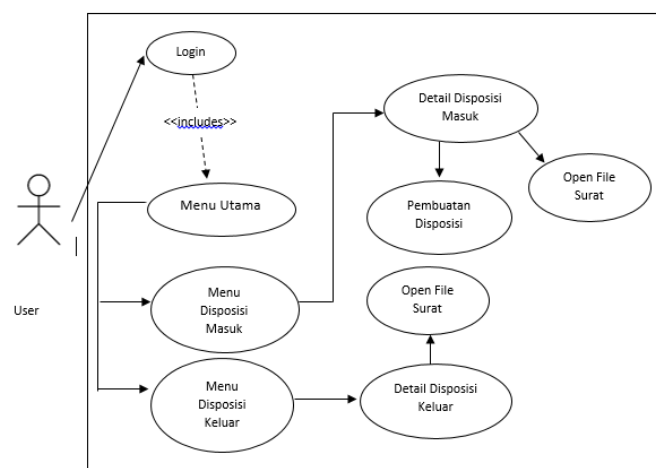 Login
<<includes>>
Menu Utama
User
Menu
Disposisi
Masuk
Menu
Disposisi
Keluar
Detail Disposisi
Masuk
Pembuatan
Disposisi
Open File
Surat
Open File
Surat
Detail Disposisi
Keluar